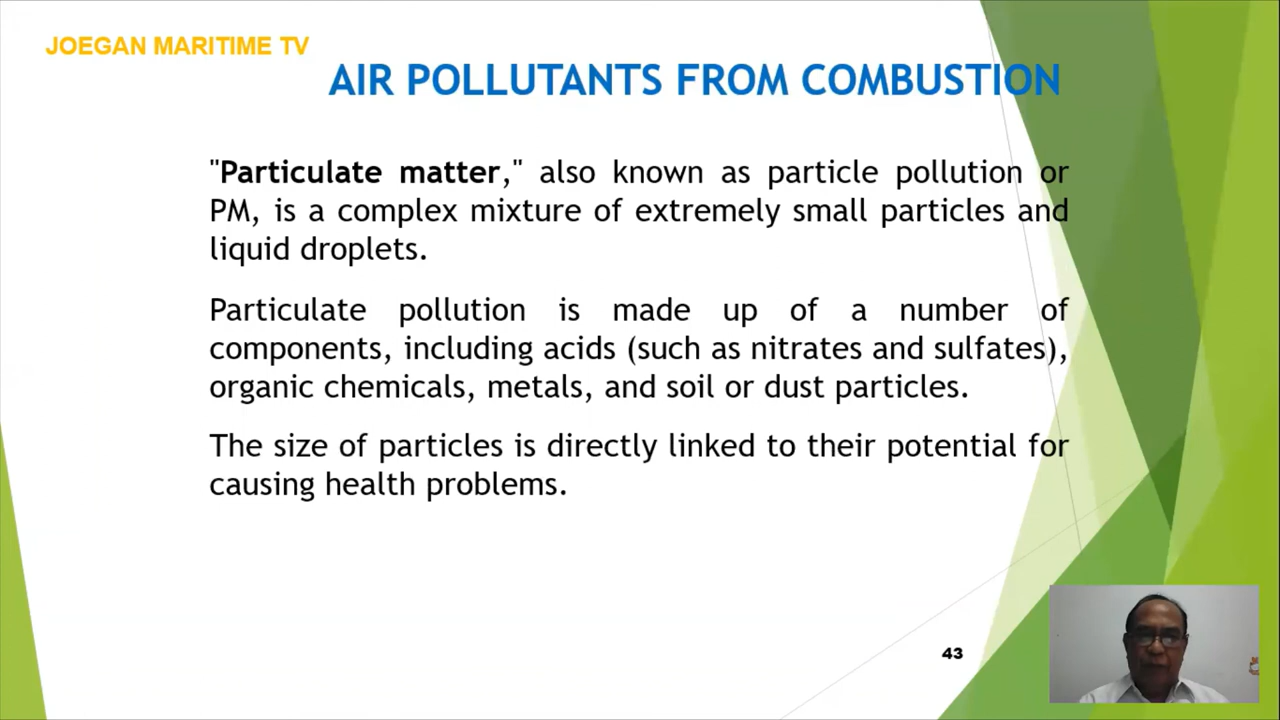 JOEGAN MARITIME TV
AIR POLLUTANTS FROM COMBUSTION
"Particulate matter," also known as particle pollution or
PM, is a complex mixture of extremely small particles and
liquid droplets.
Particulate pollution is made up of a number of
components, including acids (such as nitrates and sulfates),
organic chemicals, metals, and soil or dust particles.
The size of particles is directly linked to their potential for
causing health problems.
43